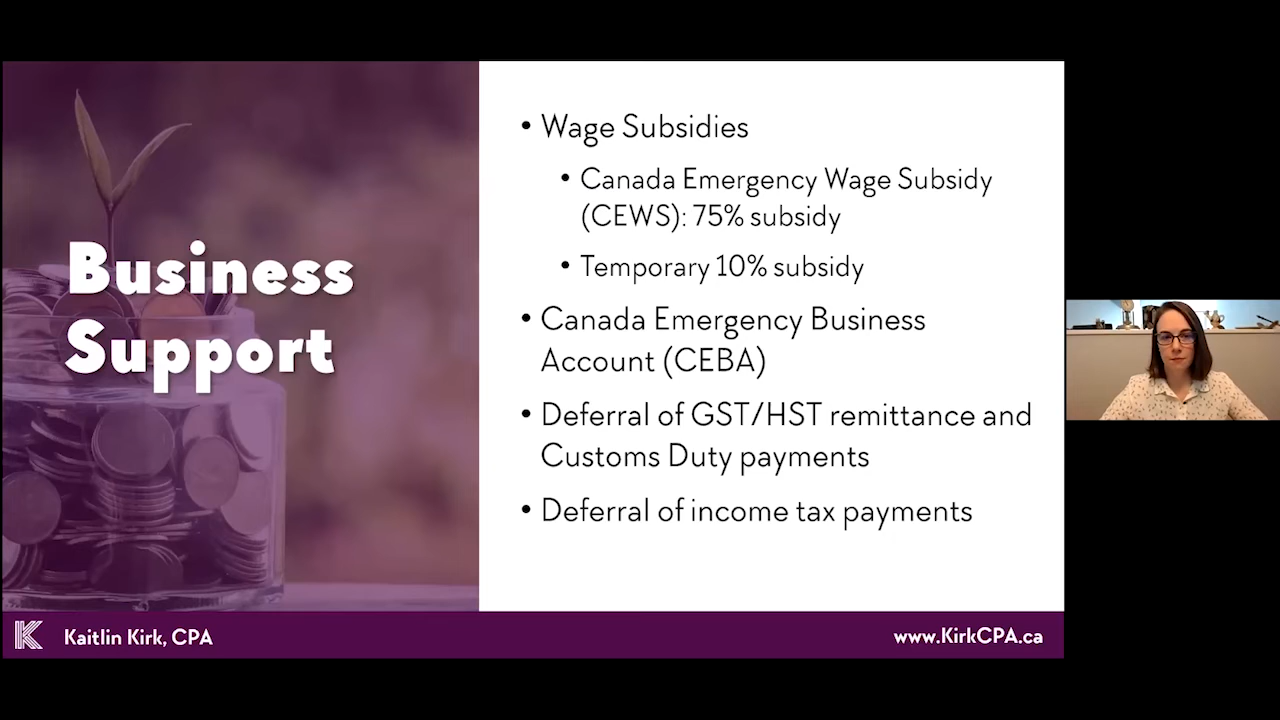 Business
Support
• Wage Subsidies
• Canada Emergency Wage Subsidy
(CEWS): 75% subsidy
• Temporary 10% subsidy
• Canada Emergency Business
Account (CEBA)
• Deferral of GST/HST remittance and
Customs Duty payments
• Deferral of income tax payments
K Kaitlin Kirk, CPA
www.KirkCPA.ca